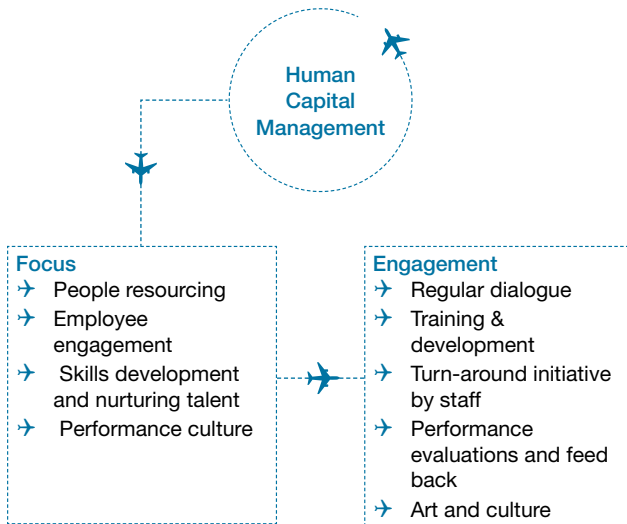 Human
Capital
Management
Focus
People resourcing
Employee
engagement
Skills development
and nurturing talent
Performance culture
Engagement
Regular dialogue
Training &
development
Turn-around initiative
by staff
Performance
evaluations and feed
back
Art and culture